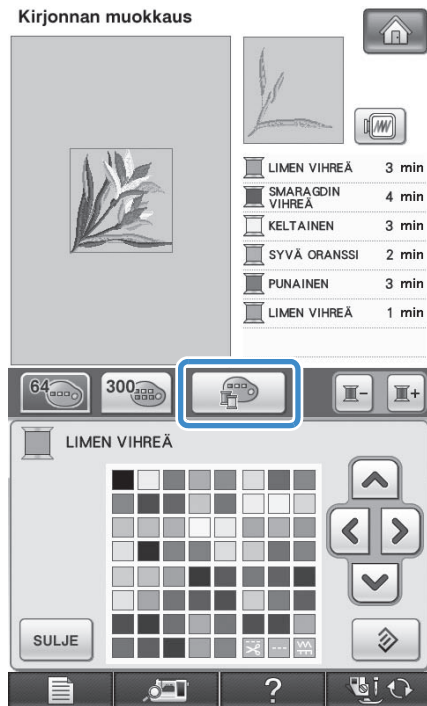 Kirjonnan muokkaus
LIMEN VIHREÄ 3 min
SMARAGDIN
VIHREÄ 4 min
KELTAINEN 3 min
SYVÄ ORANSSI 2 min
PUNAINEN 3 min
LIMEN VIHREÄ 1 min
64 300
LIMEN VIHREÄ
SULJE
?